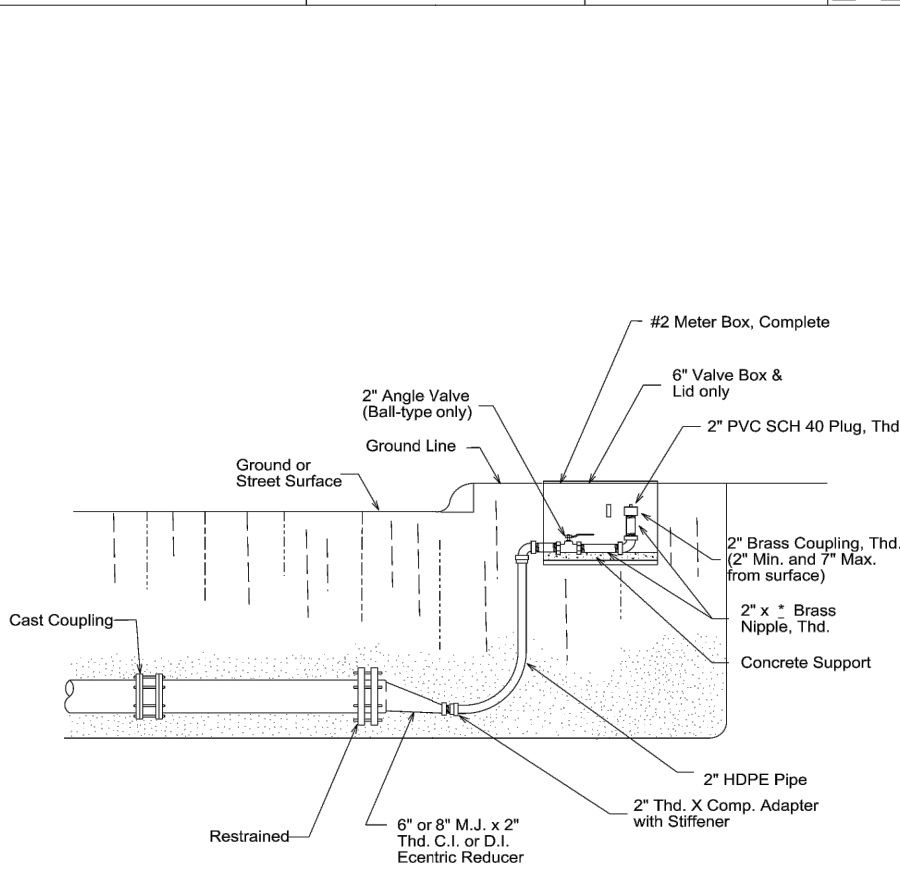 #2 Meter Box, Complete
6" Valve Box &
Lid only
2" Angle Valve
(Ball-type only)
2" PVC SCH 40 Plug, Thd
Ground Line
Ground or
Street Surface
2" Brass Coupling, Thd.
(2" Min. and 7" Max.
from surface)
2" x * Brass
Nipple, Thd.
Cast Coupling
Concrete Support
2" HDPE Pipe
2" Thd. X Comp. Adapter
with Stiffener
6" or 8" M.J. x 2"
Thd. C.I. or D.I.
Ecentric Reducer
Restrained